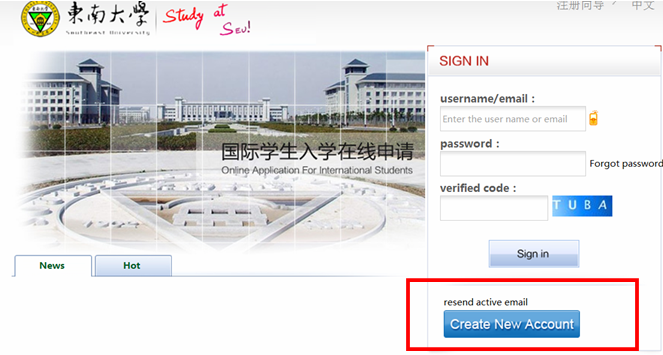 東南大學
Southeast University
Study at
SEU!
注册向导
中文
国际学生入学在线申请
Online Application For International Students
News
Hot
SIGN IN
username/email：
Enter the user name or email
password：
Forgot password
verified code：
TUBA
Sign in
resend active email
Create New Account